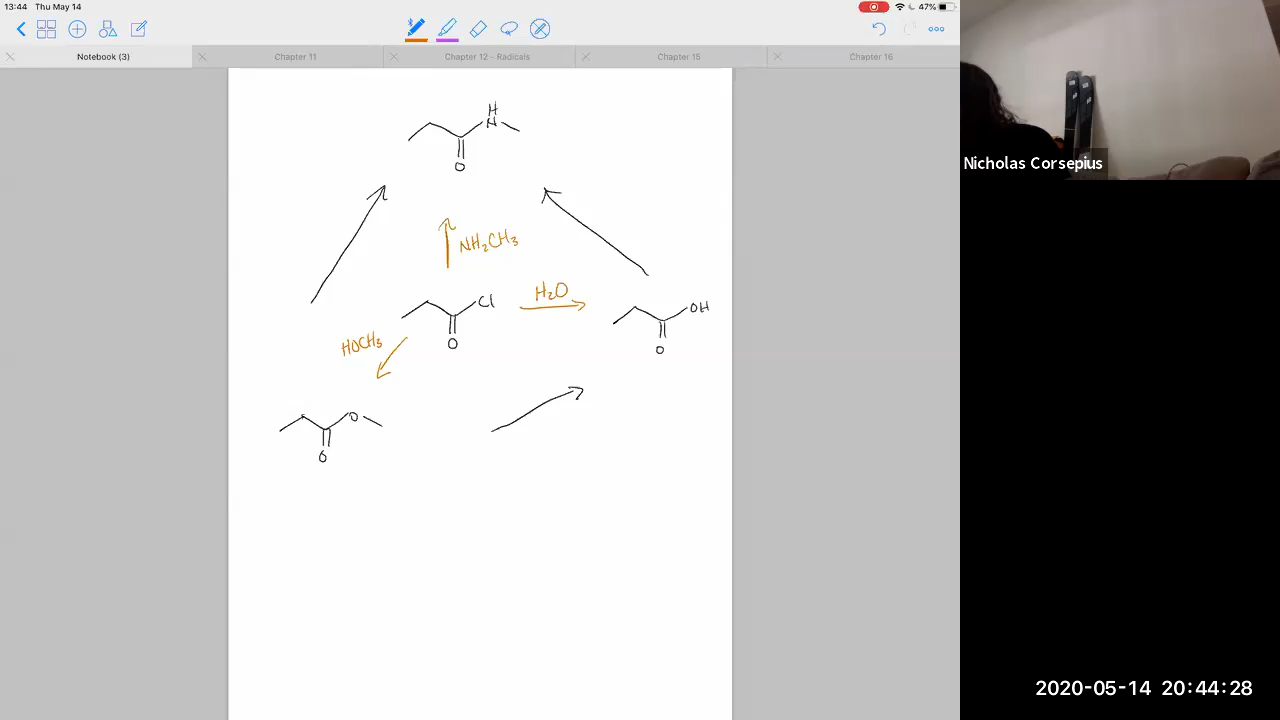 13:44 Thu May 14
47%
Notebook (3)
Chapter 11
Chapter 12 - Radicals
Chapter 15
Chapter 16
Nicholas Corsepius
H
N
O
NH₂CH₃
Cl
O
H₂O
OH
O
HOCH₃
O
O
2020-05-14 20:44:28